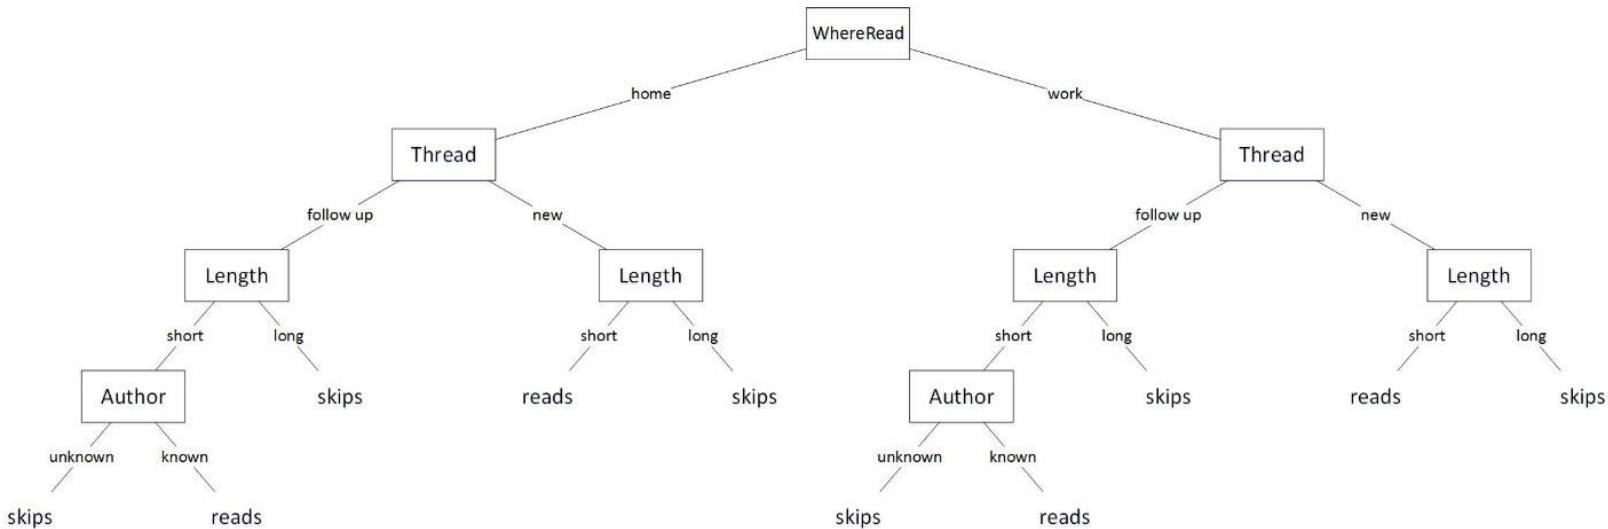 WhereRead
home work
Thread Thread
follow up new follow up new
Length Length Length Length
short long short long short long short long
Author skips reads skips Author skips reads skips
unknown known unknown known
skips reads skips reads